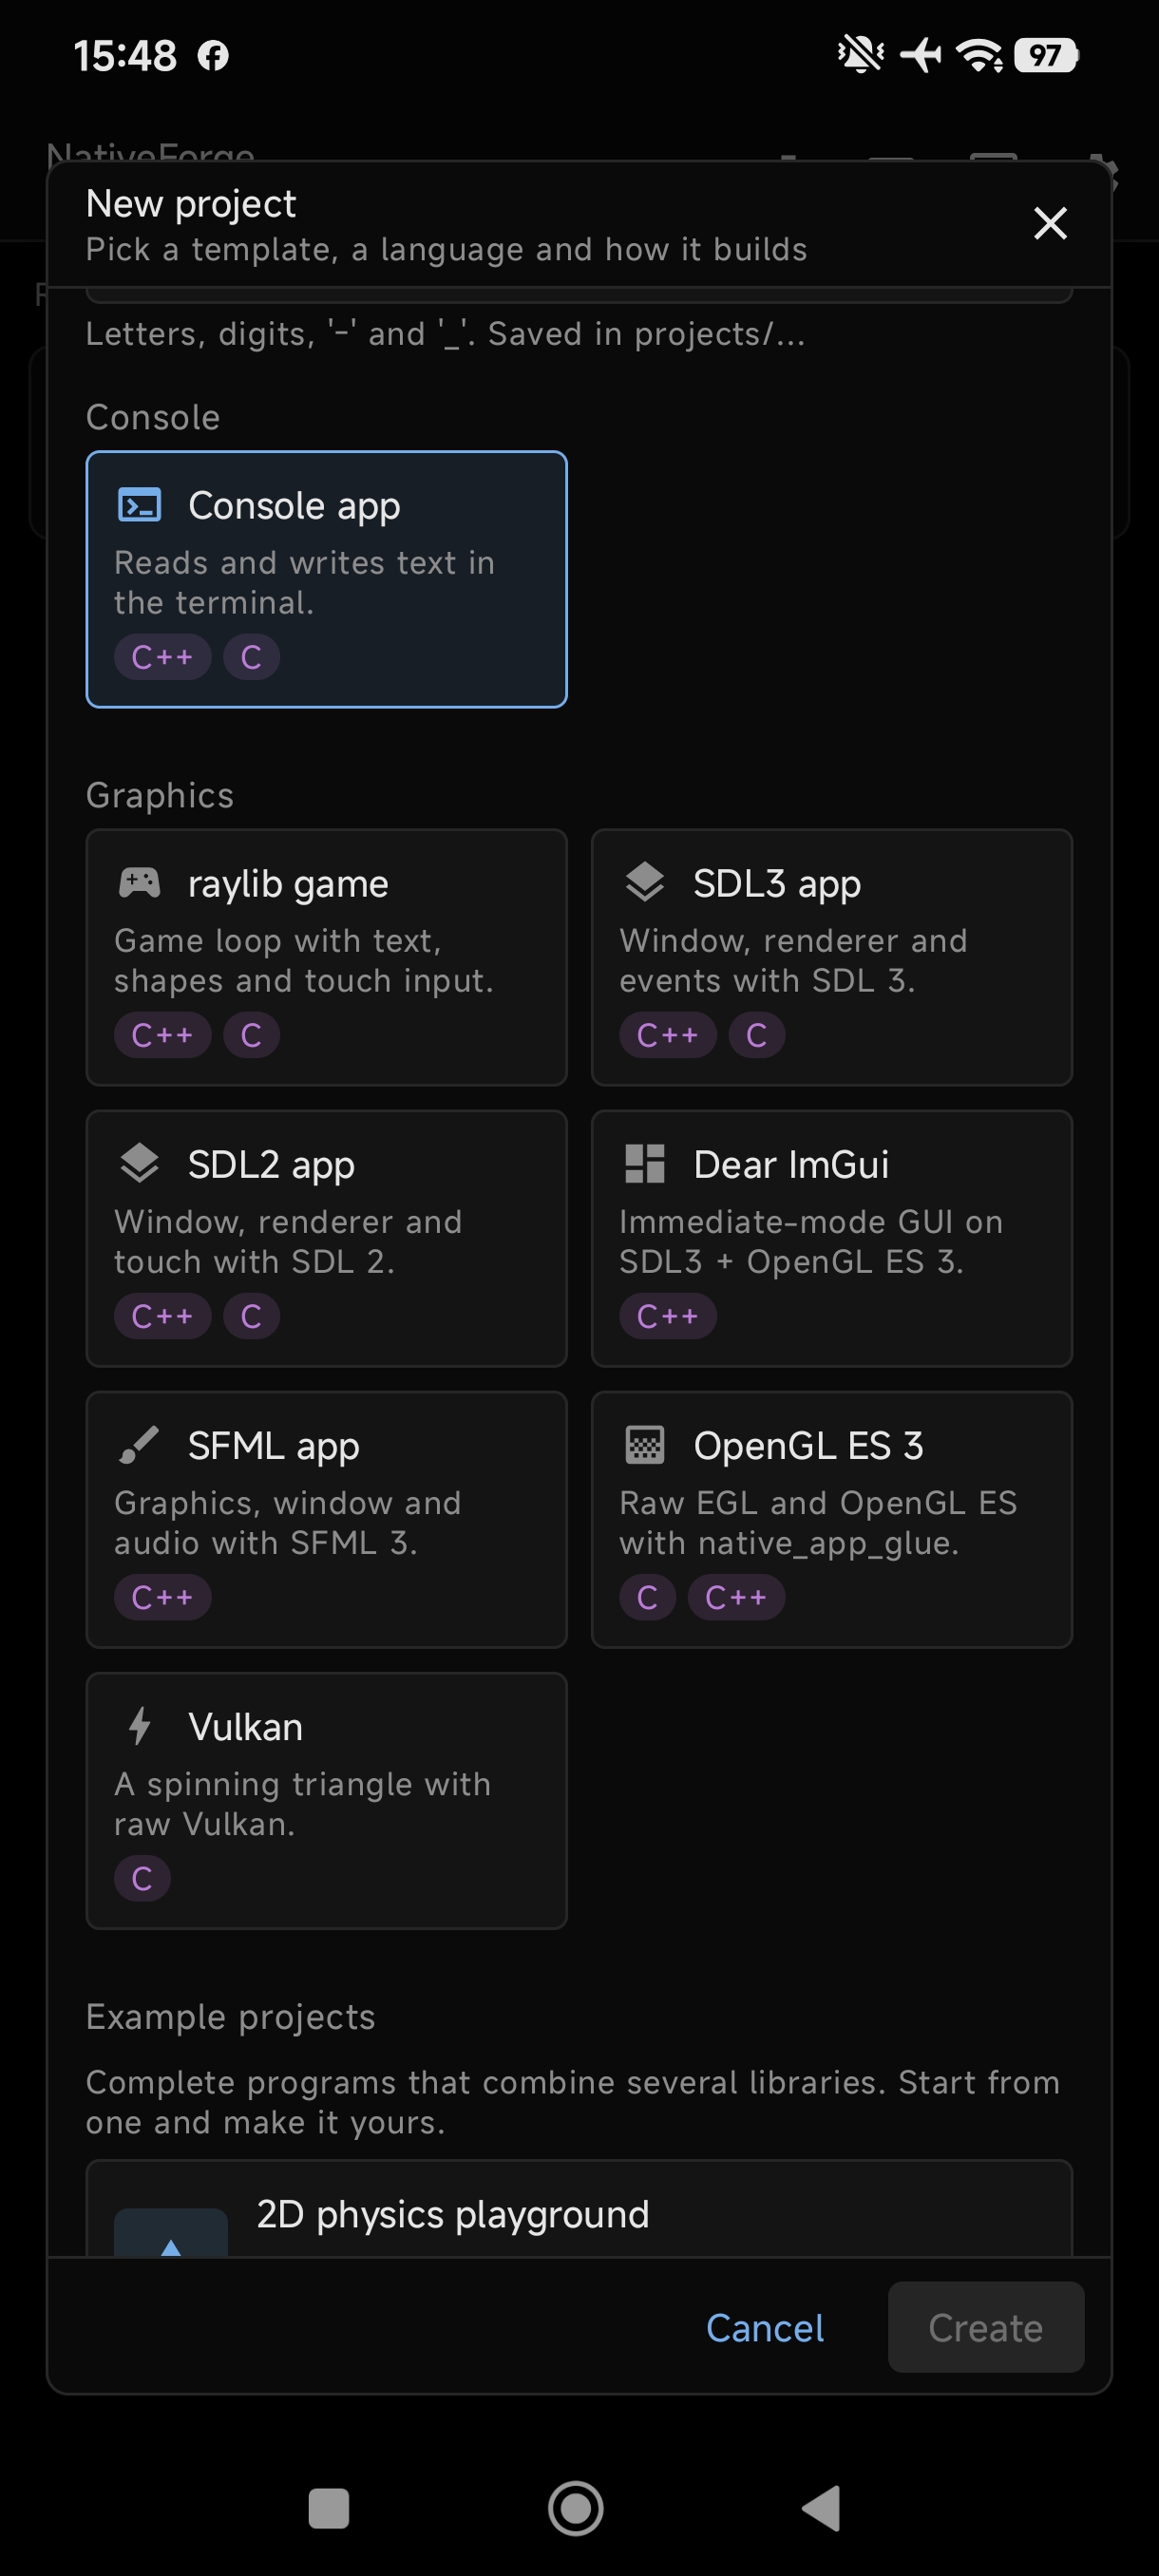 15:48
97
NativeForge
New project
Pick a template, a language and how it builds
Letters, digits, '-' and '_'. Saved in projects/...
Console
Console app
Reads and writes text in
the terminal.
C++ C
Graphics
raylib game
Game loop with text,
shapes and touch input.
C++ C
SDL3 app
Window, renderer and
events with SDL 3.
C++ C
SDL2 app
Window, renderer and
touch with SDL 2.
C++ C
Dear ImGui
Immediate-mode GUI on
SDL3 + OpenGL ES 3.
C++
SFML app
Graphics, window and
audio with SFML 3.
C++
OpenGL ES 3
Raw EGL and OpenGL ES
with native_app_glue.
C C++
Vulkan
A spinning triangle with
raw Vulkan.
C
Example projects
Complete programs that combine several libraries. Start from
one and make it yours.
2D physics playground
Cancel
Create